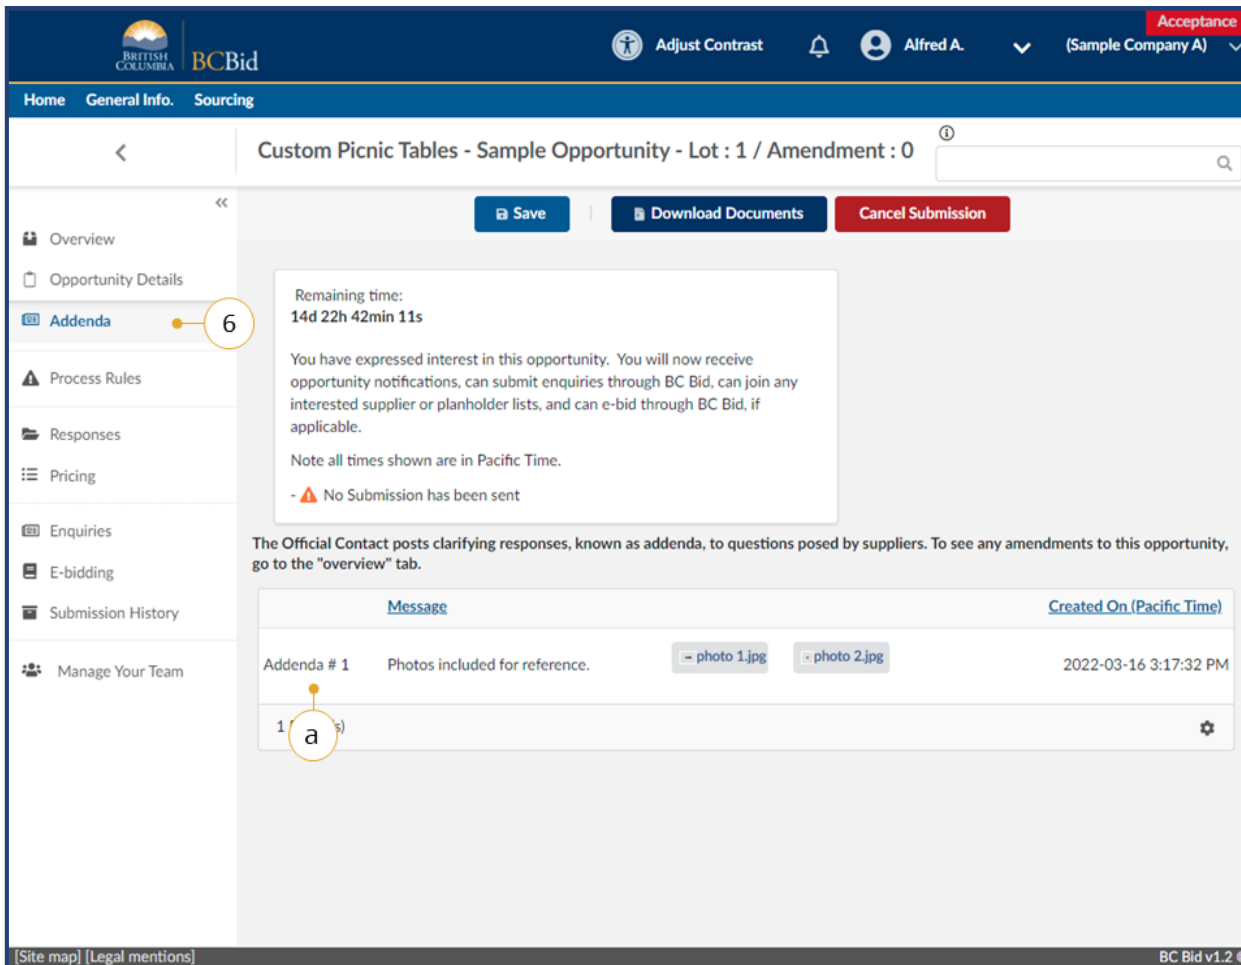 Acceptance
BRITISH COLUMBIA BCBid Adjust Contrast Alfred A. (Sample Company A)
Home General Info. Sourcing
Custom Picnic Tables - Sample Opportunity - Lot : 1 / Amendment : 0
Save Download Documents Cancel Submission
Overview
Opportunity Details
Addenda 6
Process Rules
Responses
Pricing
Enquiries
E-bidding
Submission History
Manage Your Team
Remaining time:
14d 22h 42min 11s
You have expressed interest in this opportunity. You will now receive
opportunity notifications, can submit enquiries through BC Bid, can join any
interested supplier or planholder lists, and can e-bid through BC Bid, if
applicable.
Note all times shown are in Pacific Time.
- No Submission has been sent
The Official Contact posts clarifying responses, known as addenda, to questions posed by suppliers. To see any amendments to this opportunity,
go to the "overview" tab.
Message Created On (Pacific Time)
Addenda # 1 Photos included for reference. photo 1.jpg photo 2.jpg 2022-03-16 3:17:32 PM
a
1
[Site map] [Legal mentions] BC Bid v1.2